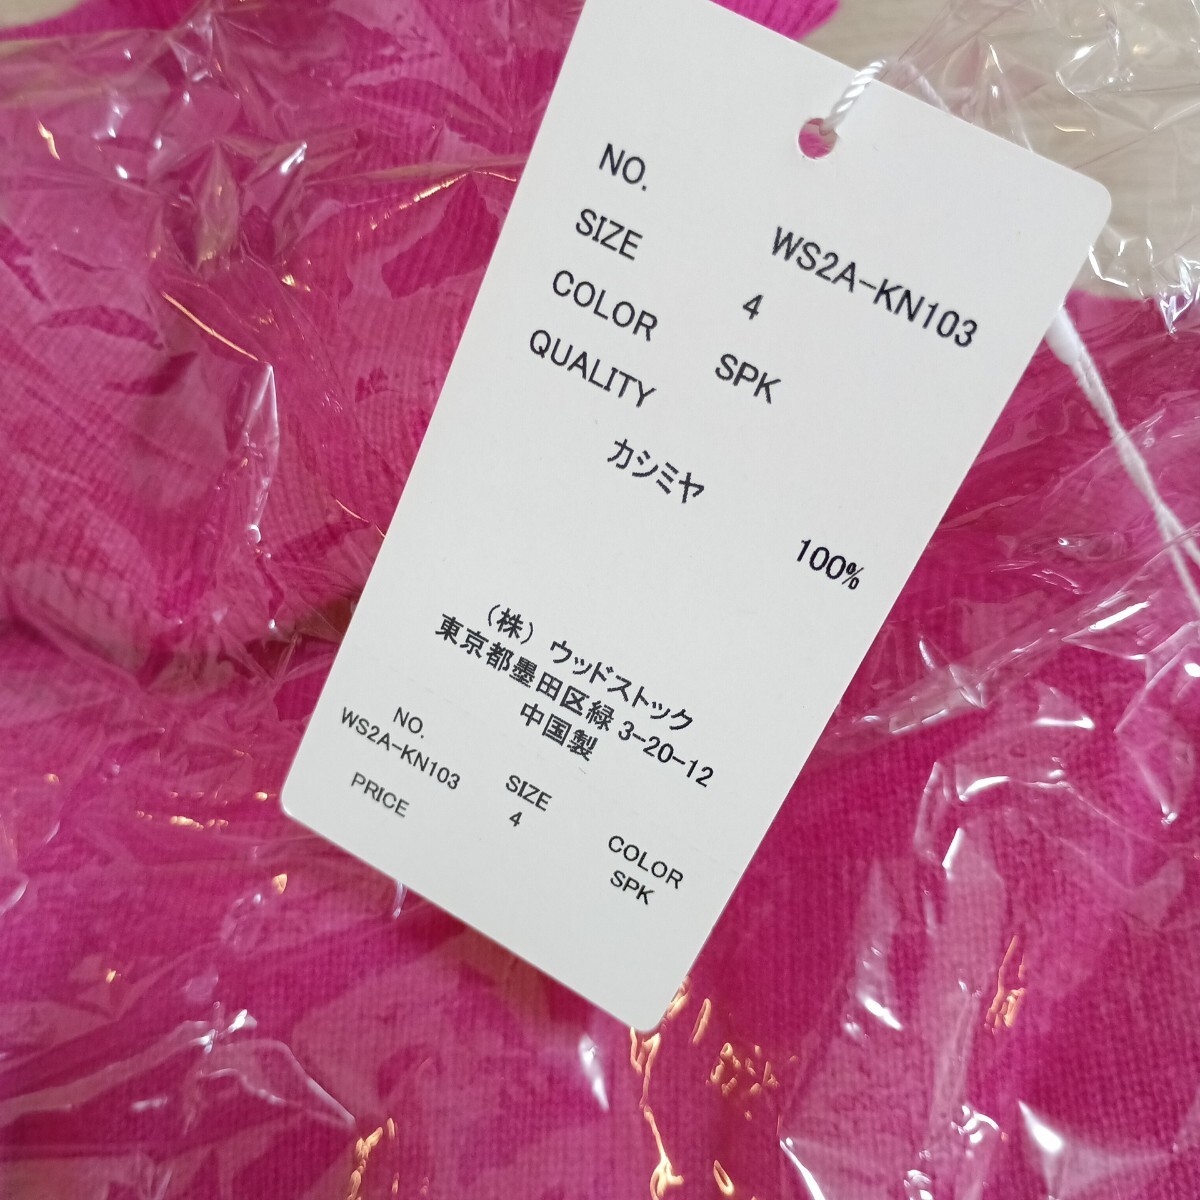 NO. WS2A-KN103
SIZE 4
COLOR SPK
QUALITY
カシミヤ
100%
(株) ウッドストック
東京都墨田区緑 3-20-12
中国製
NO. SIZE COLOR
WS2A-KN103 4 SPK
PRICE